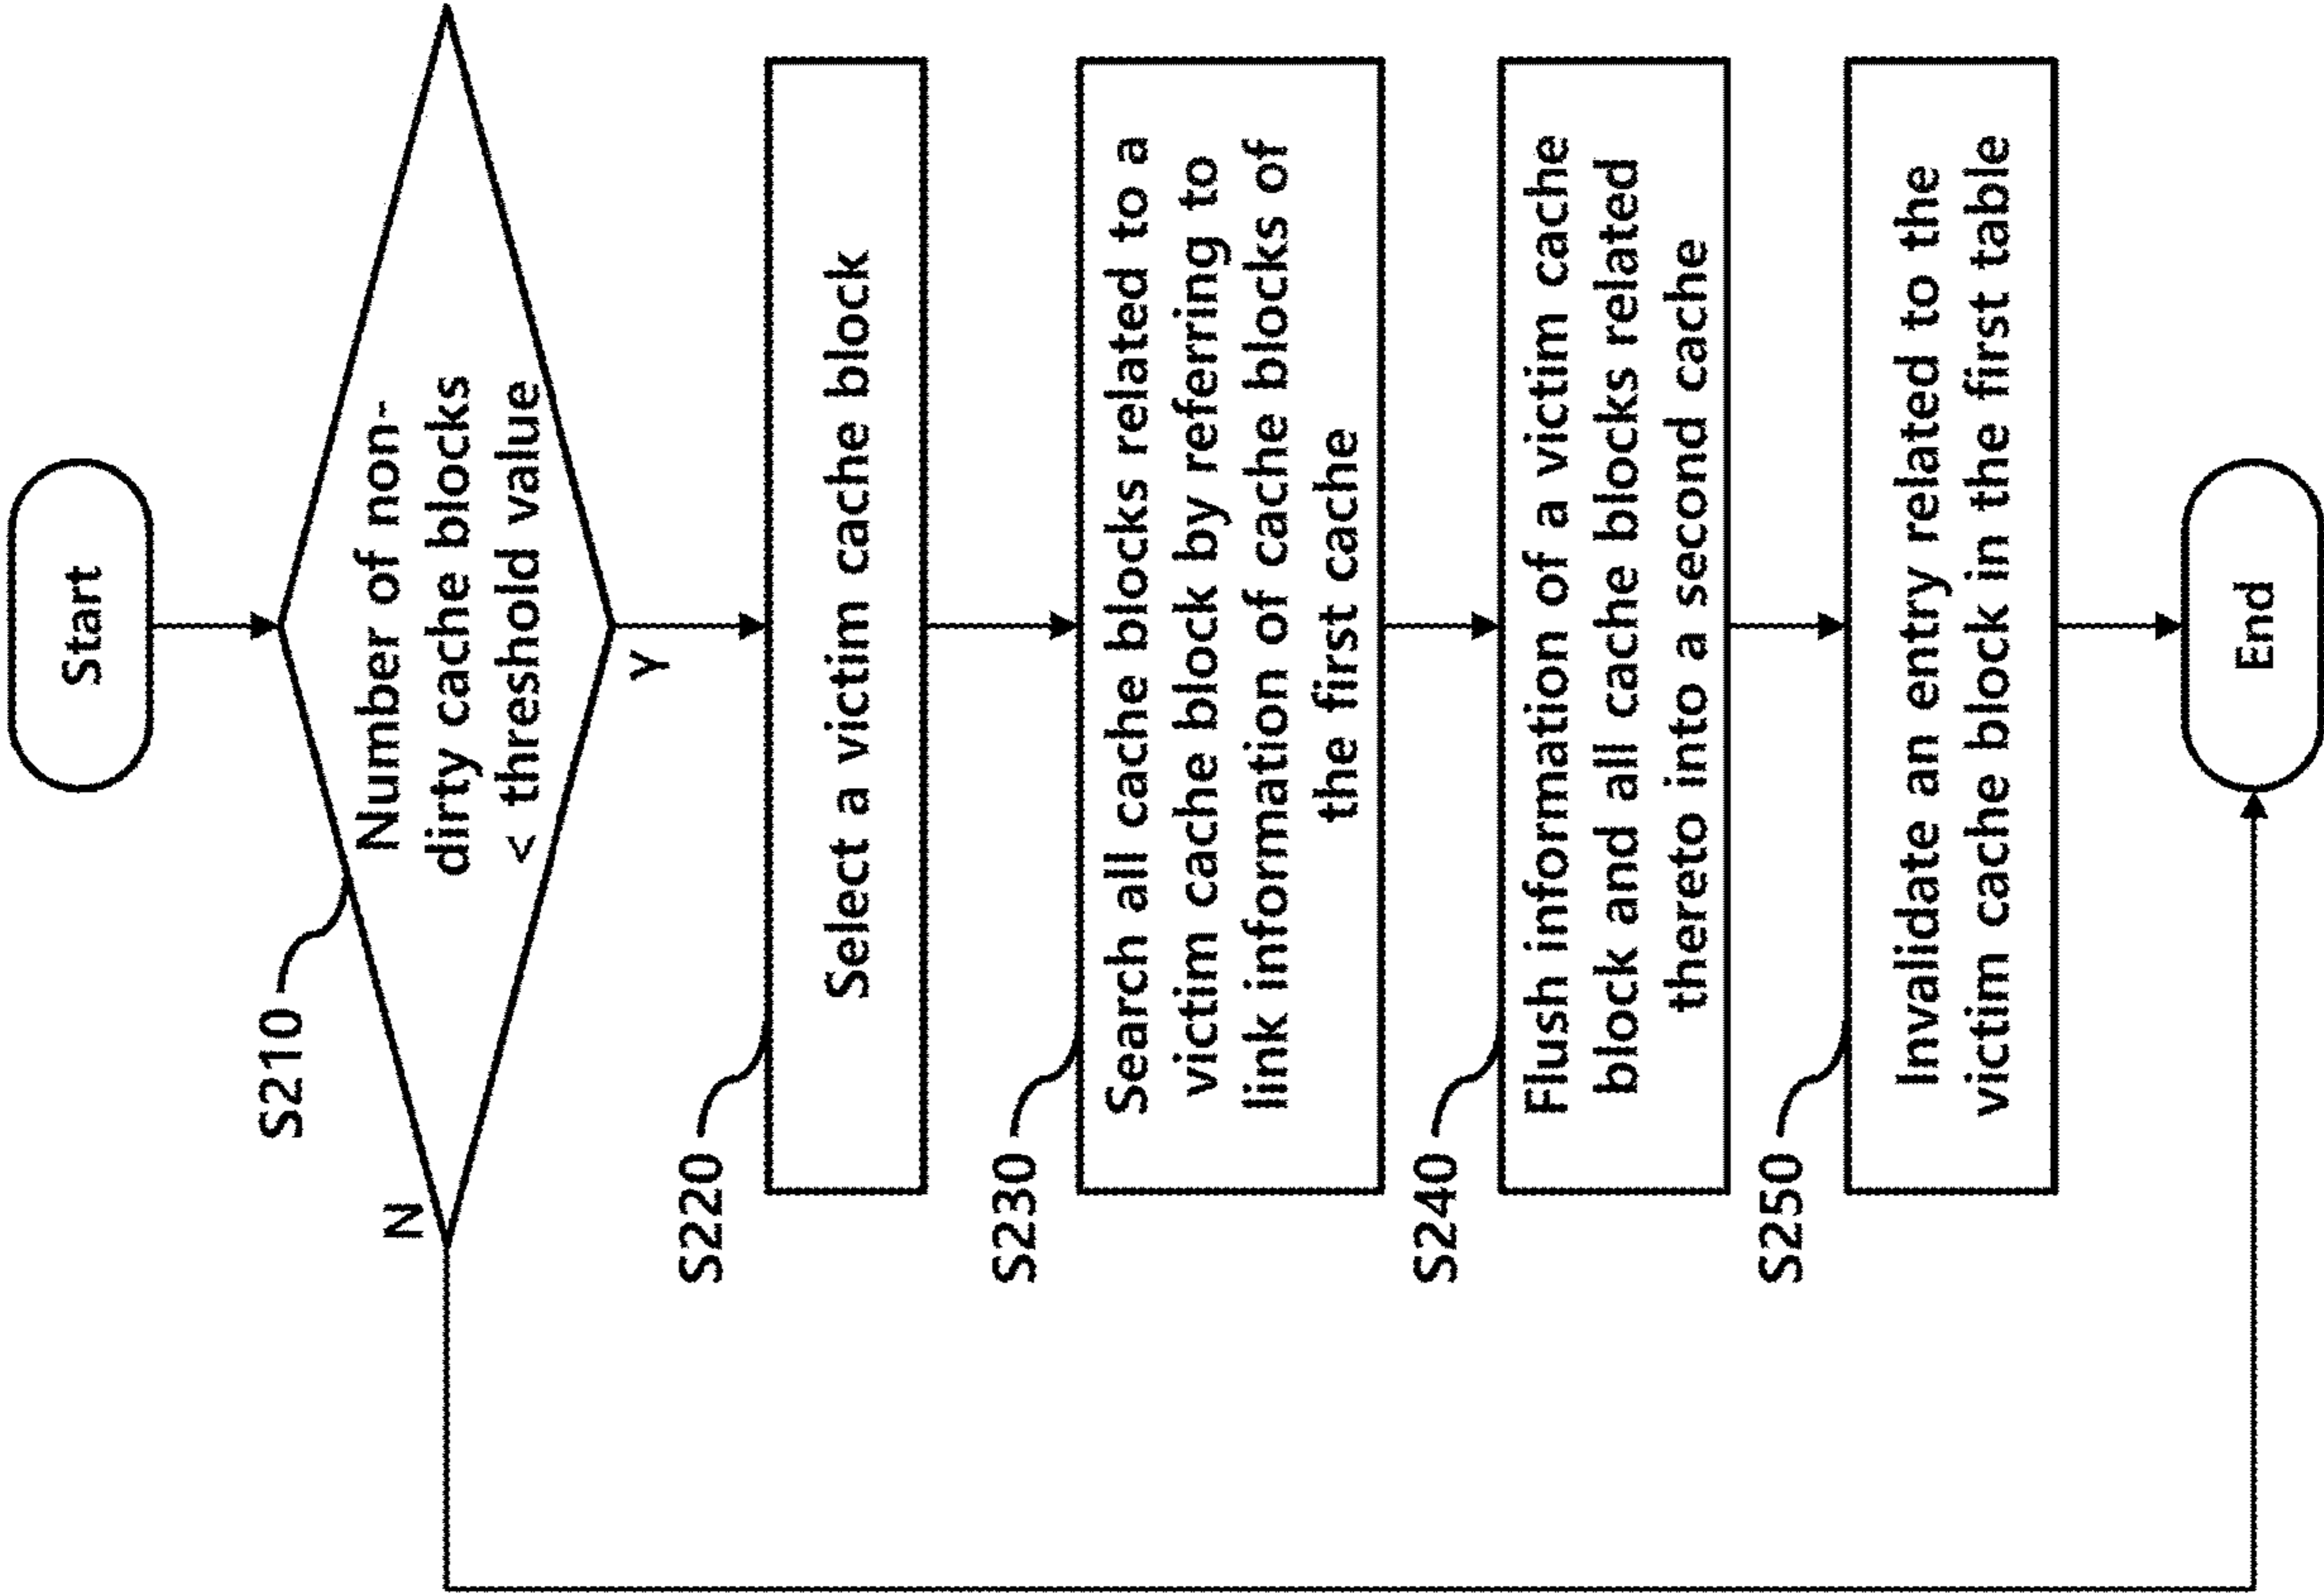 Start
S210
Number of non-
dirty cache blocks
< threshold value
N
Y
S220
Select a victim cache block
S230
Search all cache blocks related to a
victim cache block by referring to
link information of cache blocks of
the first cache
S240
Flush information of a victim cache
block and all cache blocks related
thereto into a second cache
S250
Invalidate an entry related to the
victim cache block in the first table
End